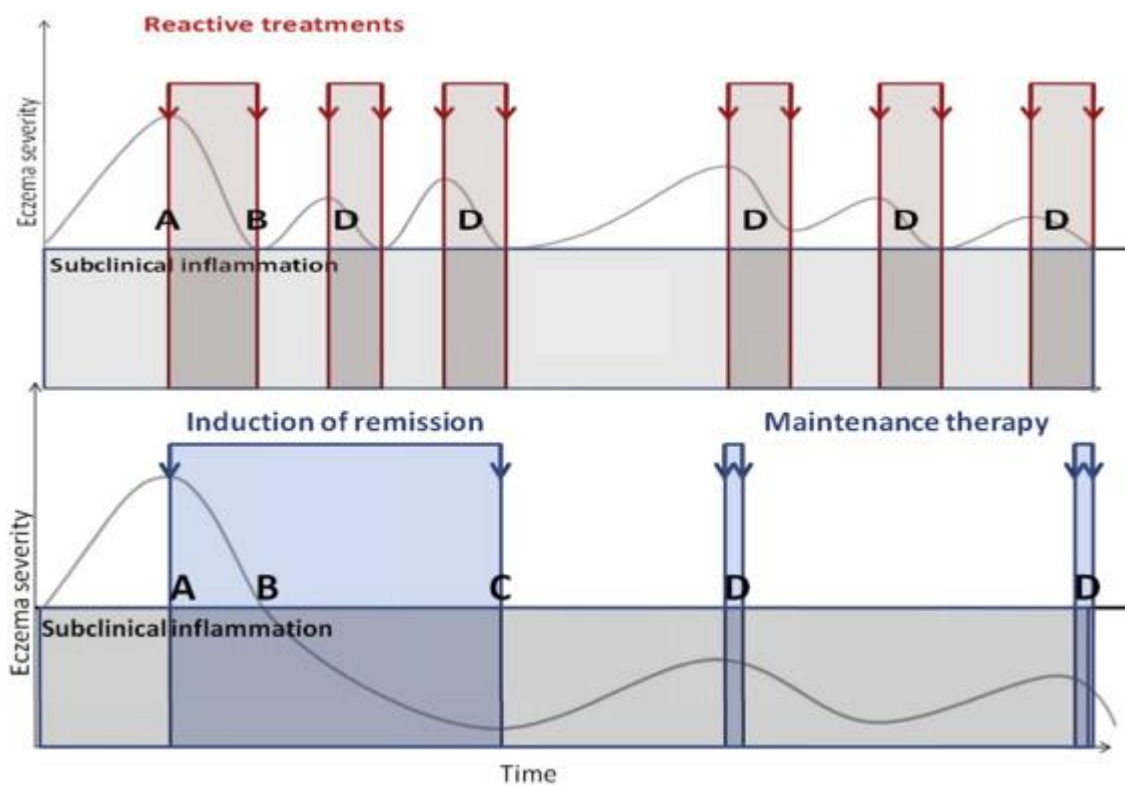 Reactive treatments
Eczema severity
A B D D D D D
Subclinical inflammation
Induction of remission Maintenance therapy
Eczema severity
A B C D D
Subclinical inflammation
Time